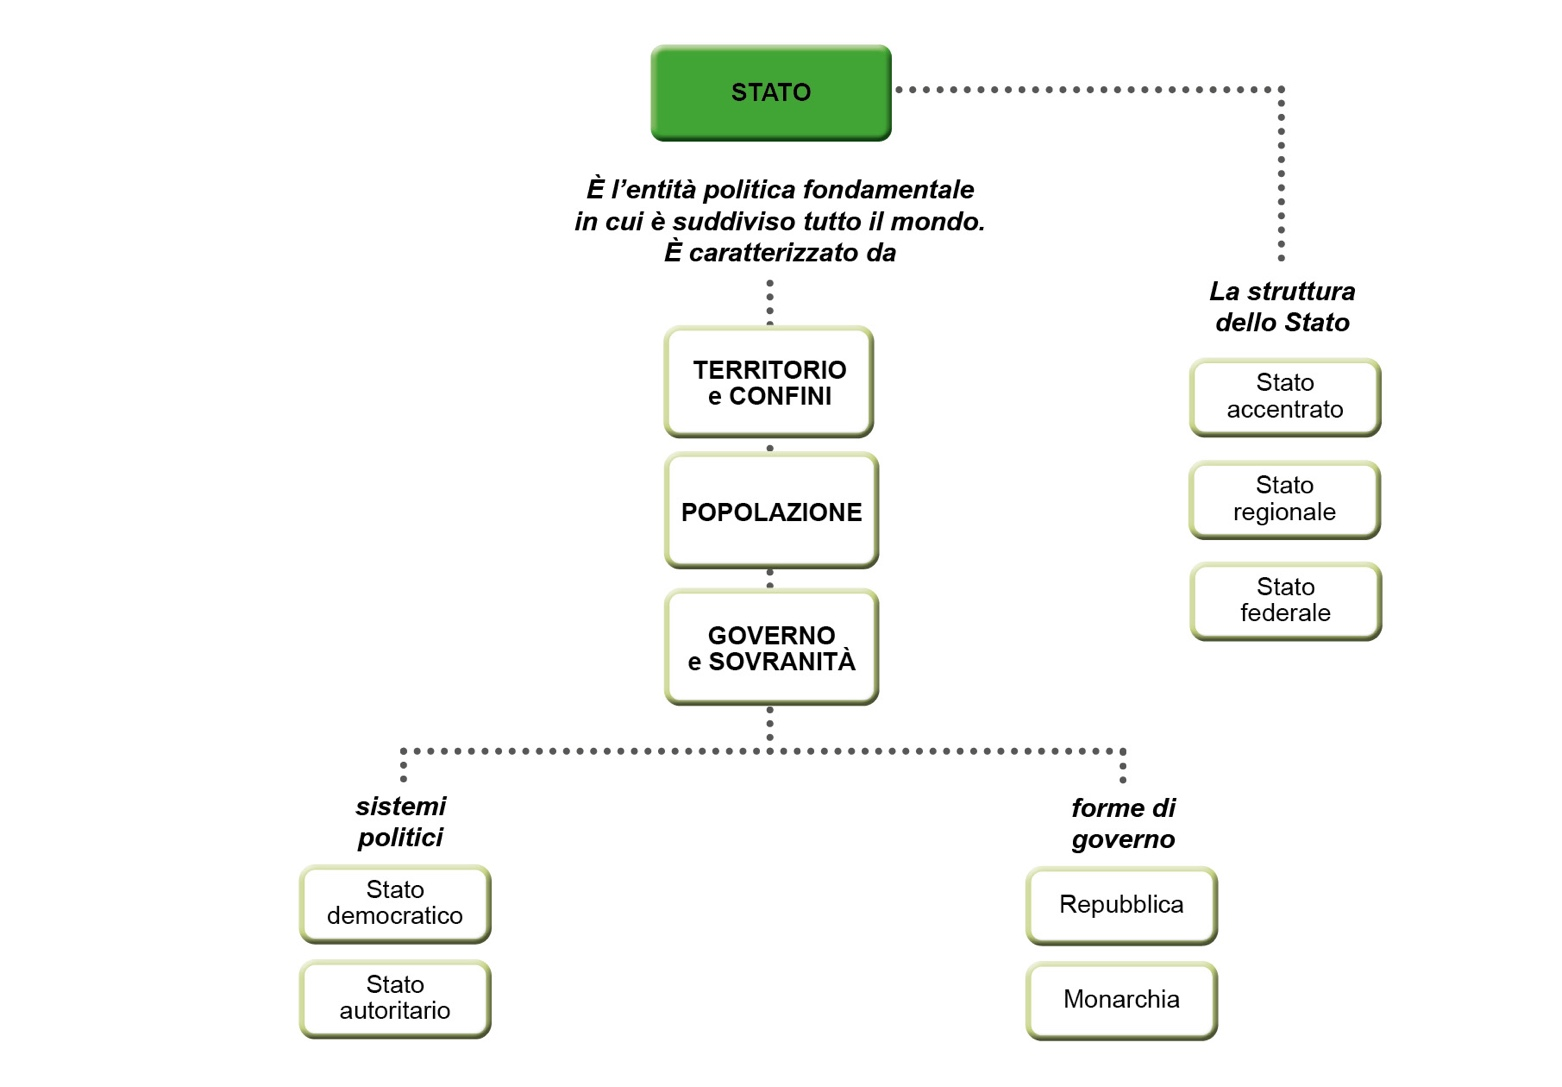 STATO
È l’entità politica fondamentale
in cui è suddiviso tutto il mondo.
È caratterizzato da
TERRITORIO
e CONFINI
POPOLAZIONE
GOVERNO
e SOVRANITÀ
La struttura
dello Stato
Stato
accentrato
Stato
regionale
Stato
federale
sistemi
politici
Stato
democratico
Stato
autoritario
forme di
governo
Repubblica
Monarchia